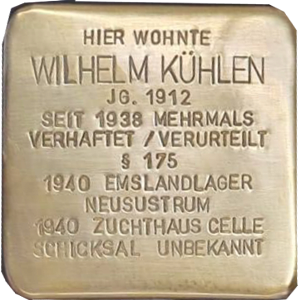 HIER WOHNTE
WILHELM KÜHLEN
JG. 1912
SEIT 1938 MEHRMALS
VERHAFTET / VERURTEILT
§ 175
1940 EMSLANDLAGER
NEUSUSTRUM
1940 ZUCHTHAUS CELLE
SCHICKSAL UNBEKANNT